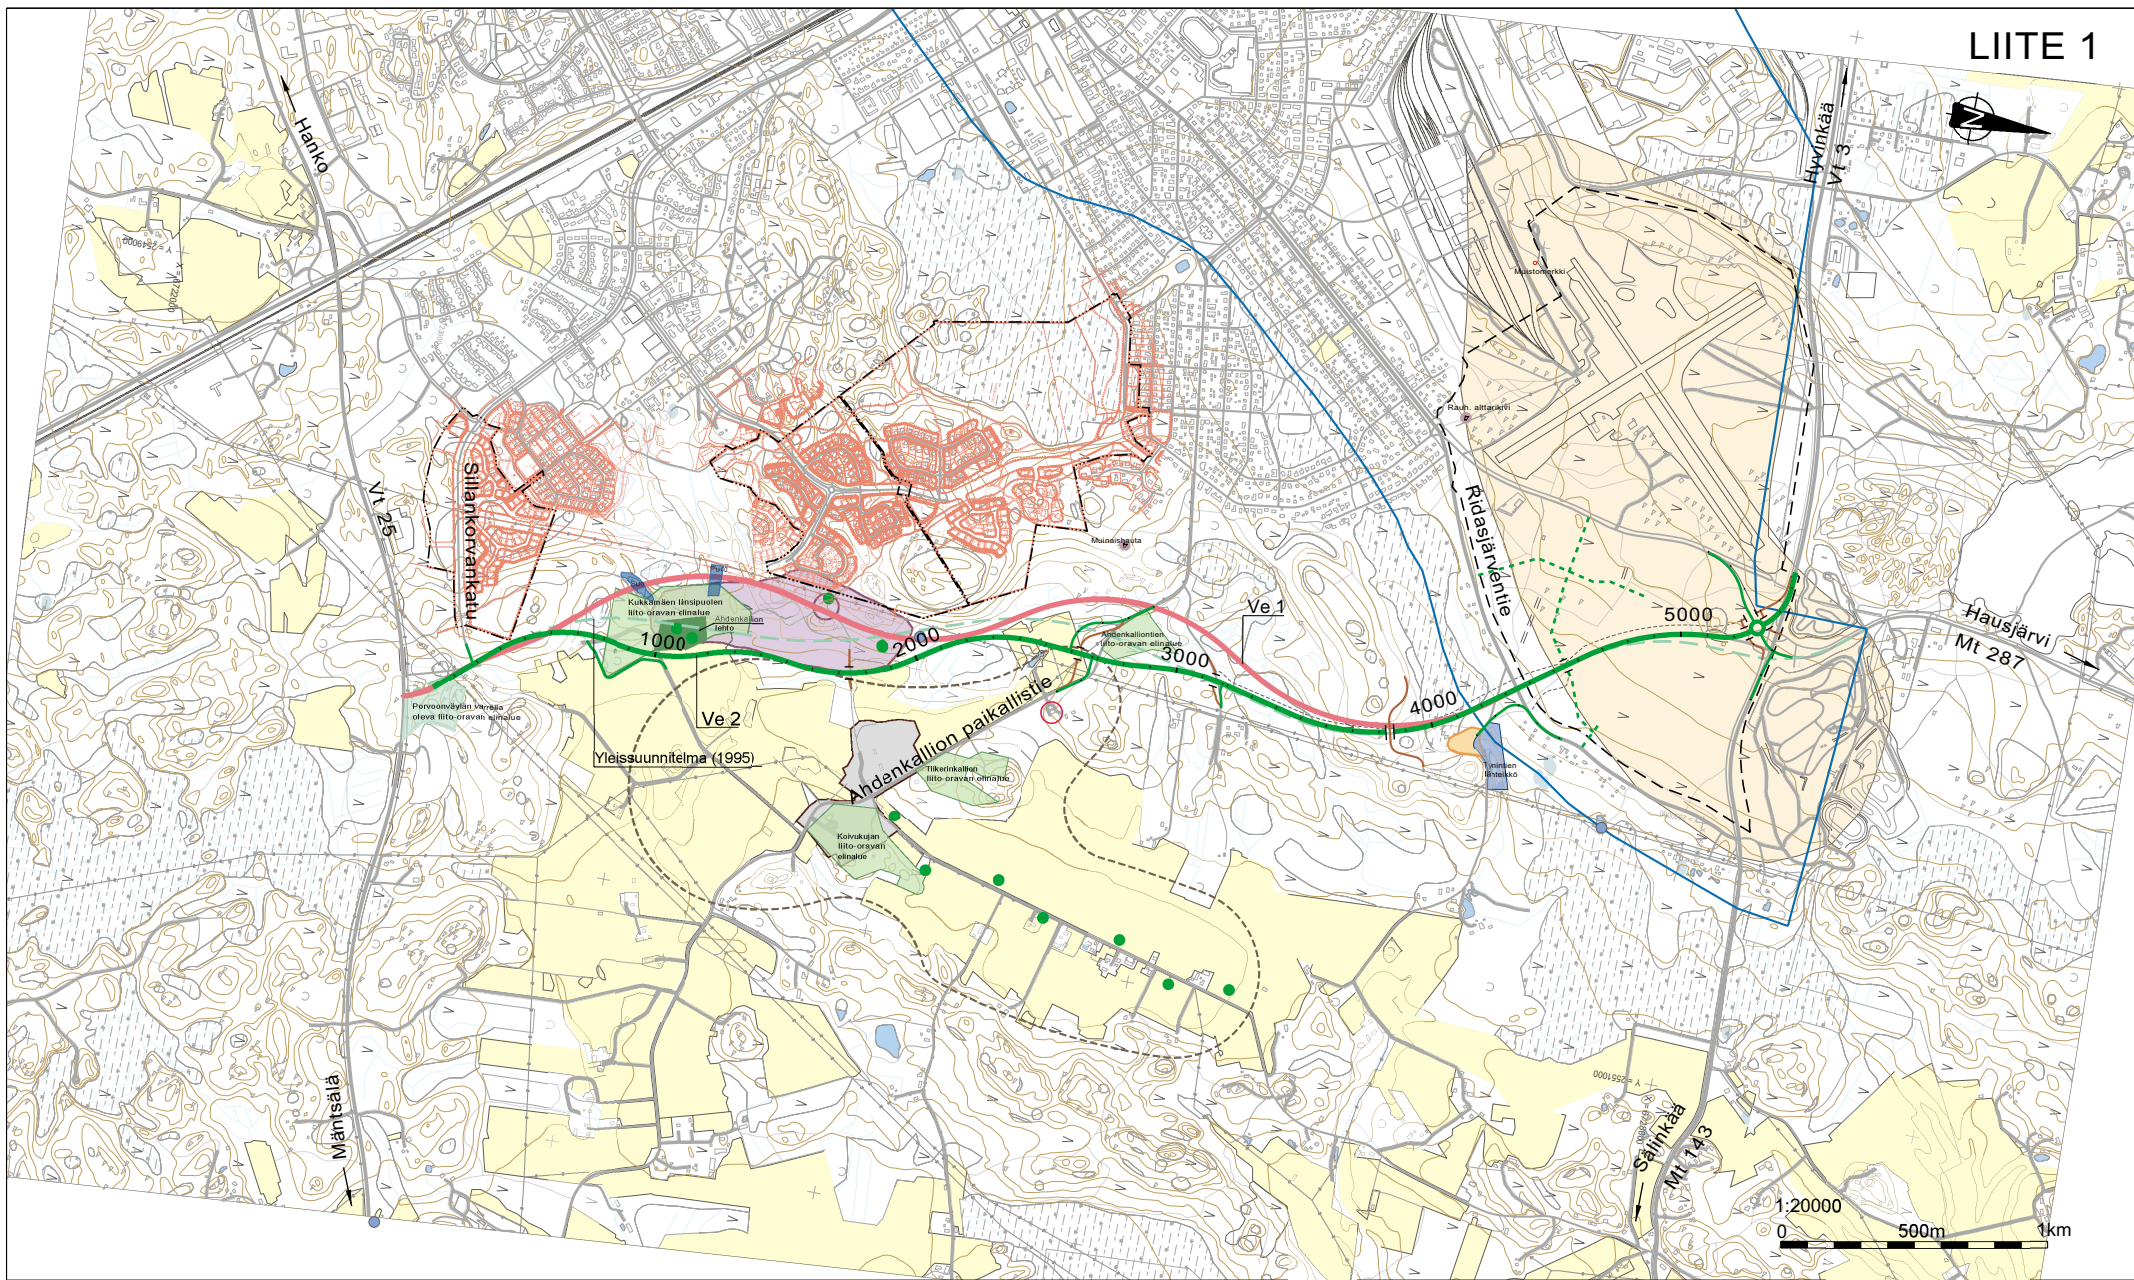 LIITE 1
Hanko
Hyvinkää
Vt 3
N
Y = 2549000
Muistomerkki
Rauh. alttarikivi
Vt 25
Sillankorvankatu
Ridasjärventie
Muinaishauta
Kukkamäen länsipuolen
liito-oravan elinalue
Ahdenkallion
lehto
1000
2000
3000
4000
5000
Ve 1
Ahdenkalliontien
liito-oravan elinalue
Hausjärvi
Mt 287
Porvoonväylän varrella
oleva liito-oravan elinalue
Ve 2
Yleissuunnitelma (1995)
Ahdenkallion paikallistie
Tiikerinkallion
liito-oravan elinalue
Koivukujan
liito-oravan
elinalue
lähteikkö
Mäntsälä
Y = 2551000
Sälinkää
Mt 143
1:20000
0
500m
1km